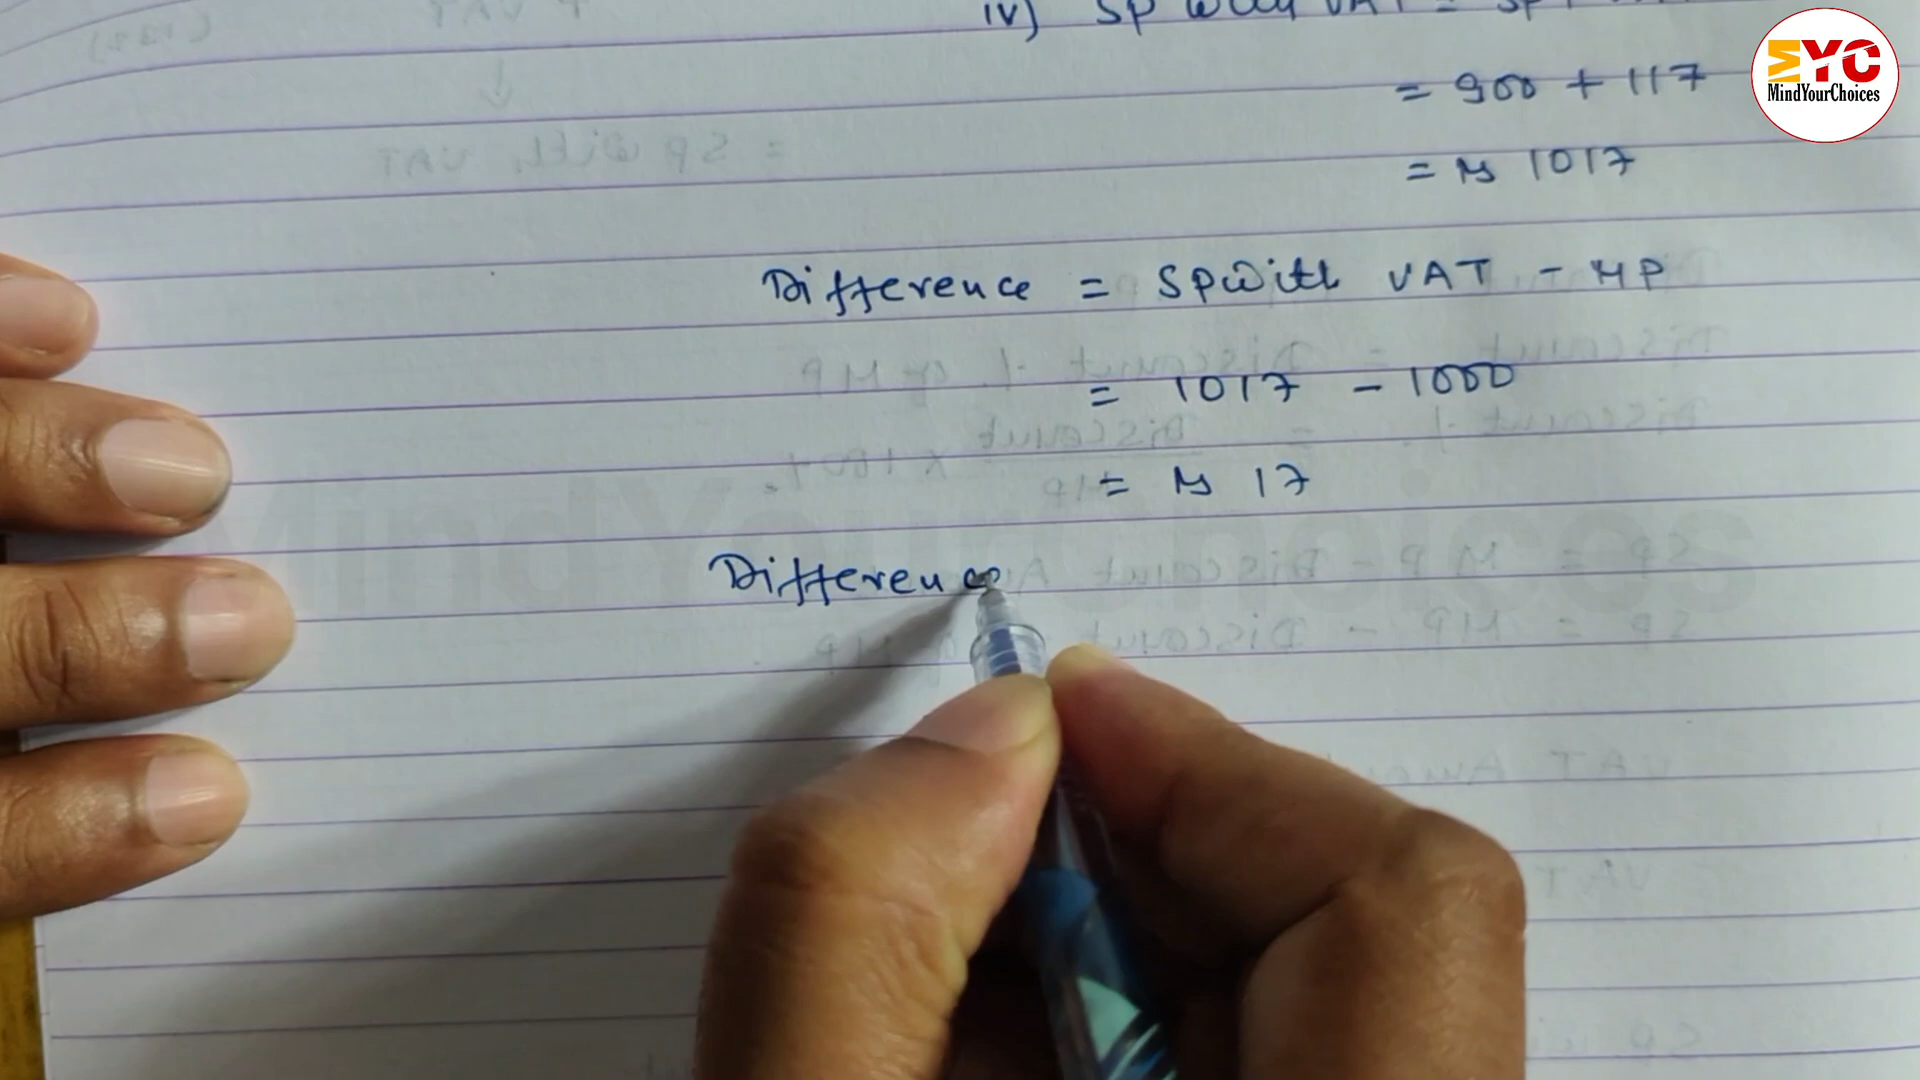 iv) SP with VAT = SP +
= 900 + 117
= Rs 1017
Difference = SP with VAT - MP
= 1017 - 1000
= Rs 17
Difference
MYC
MindYourChoices
MindYourChoices